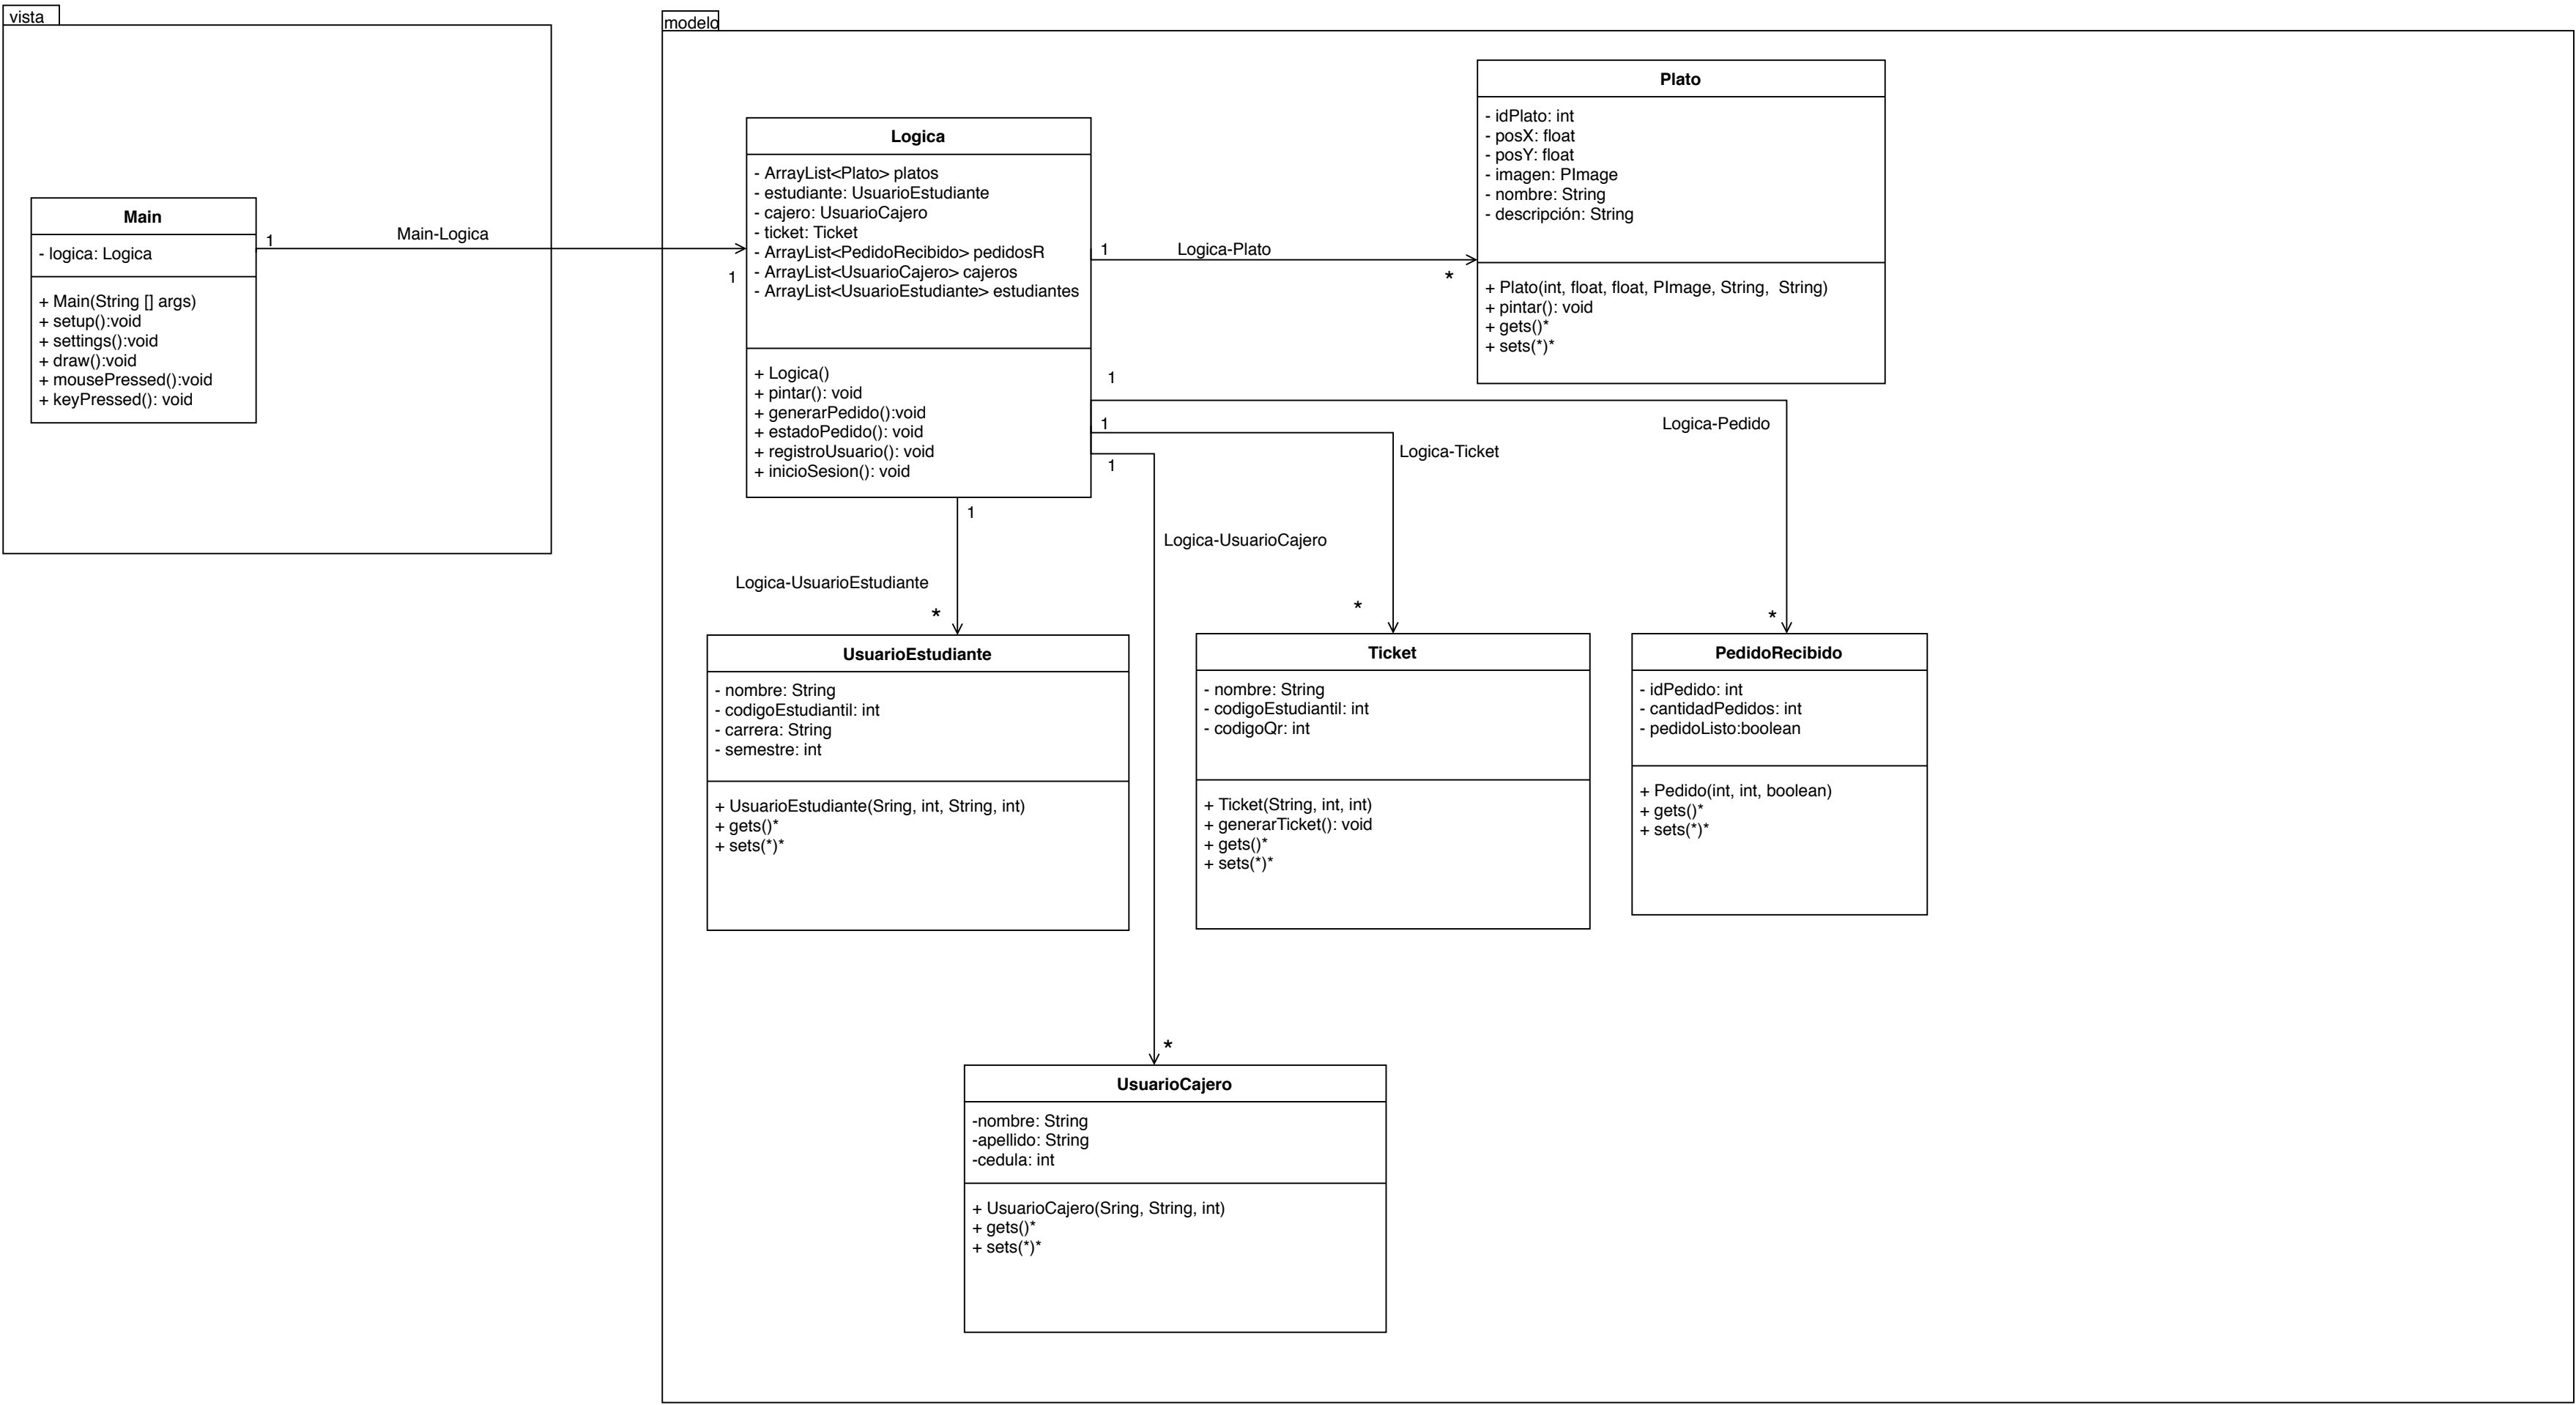 vista
Main
- logica: Logica
+ Main(String [] args)
+ setup():void
+ settings():void
+ draw():void
+ mousePressed():void
+ keyPressed(): void
1
Main-Logica
1
modelo
Logica
- ArrayList<Plato> platos
- estudiante: UsuarioEstudiante
- cajero: UsuarioCajero
- ticket: Ticket
- ArrayList<PedidoRecibido> pedidosR
- ArrayList<UsuarioCajero> cajeros
- ArrayList<UsuarioEstudiante> estudiantes
+ Logica()
+ pintar(): void
+ generarPedido():void
+ estadoPedido(): void
+ registroUsuario(): void
+ inicioSesion(): void
1
Logica-Plato
*
Plato
- idPlato: int
- posX: float
- posY: float
- imagen: PImage
- nombre: String
- descripción: String
+ Plato(int, float, float, PImage, String,  String)
+ pintar(): void
+ gets()*
+ sets(*)*
1
Logica-Pedido
*
1
Logica-Ticket
*
1
Logica-UsuarioCajero
*
1
Logica-UsuarioEstudiante
*
UsuarioEstudiante
- nombre: String
- codigoEstudiantil: int
- carrera: String
- semestre: int
+ UsuarioEstudiante(Sring, int, String, int)
+ gets()*
+ sets(*)*
Ticket
- nombre: String
- codigoEstudiantil: int
- codigoQr: int
+ Ticket(String, int, int)
+ generarTicket(): void
+ gets()*
+ sets(*)*
PedidoRecibido
- idPedido: int
- cantidadPedidos: int
- pedidoListo:boolean
+ Pedido(int, int, boolean)
+ gets()*
+ sets(*)*
UsuarioCajero
-nombre: String
-apellido: String
-cedula: int
+ UsuarioCajero(Sring, String, int)
+ gets()*
+ sets(*)*